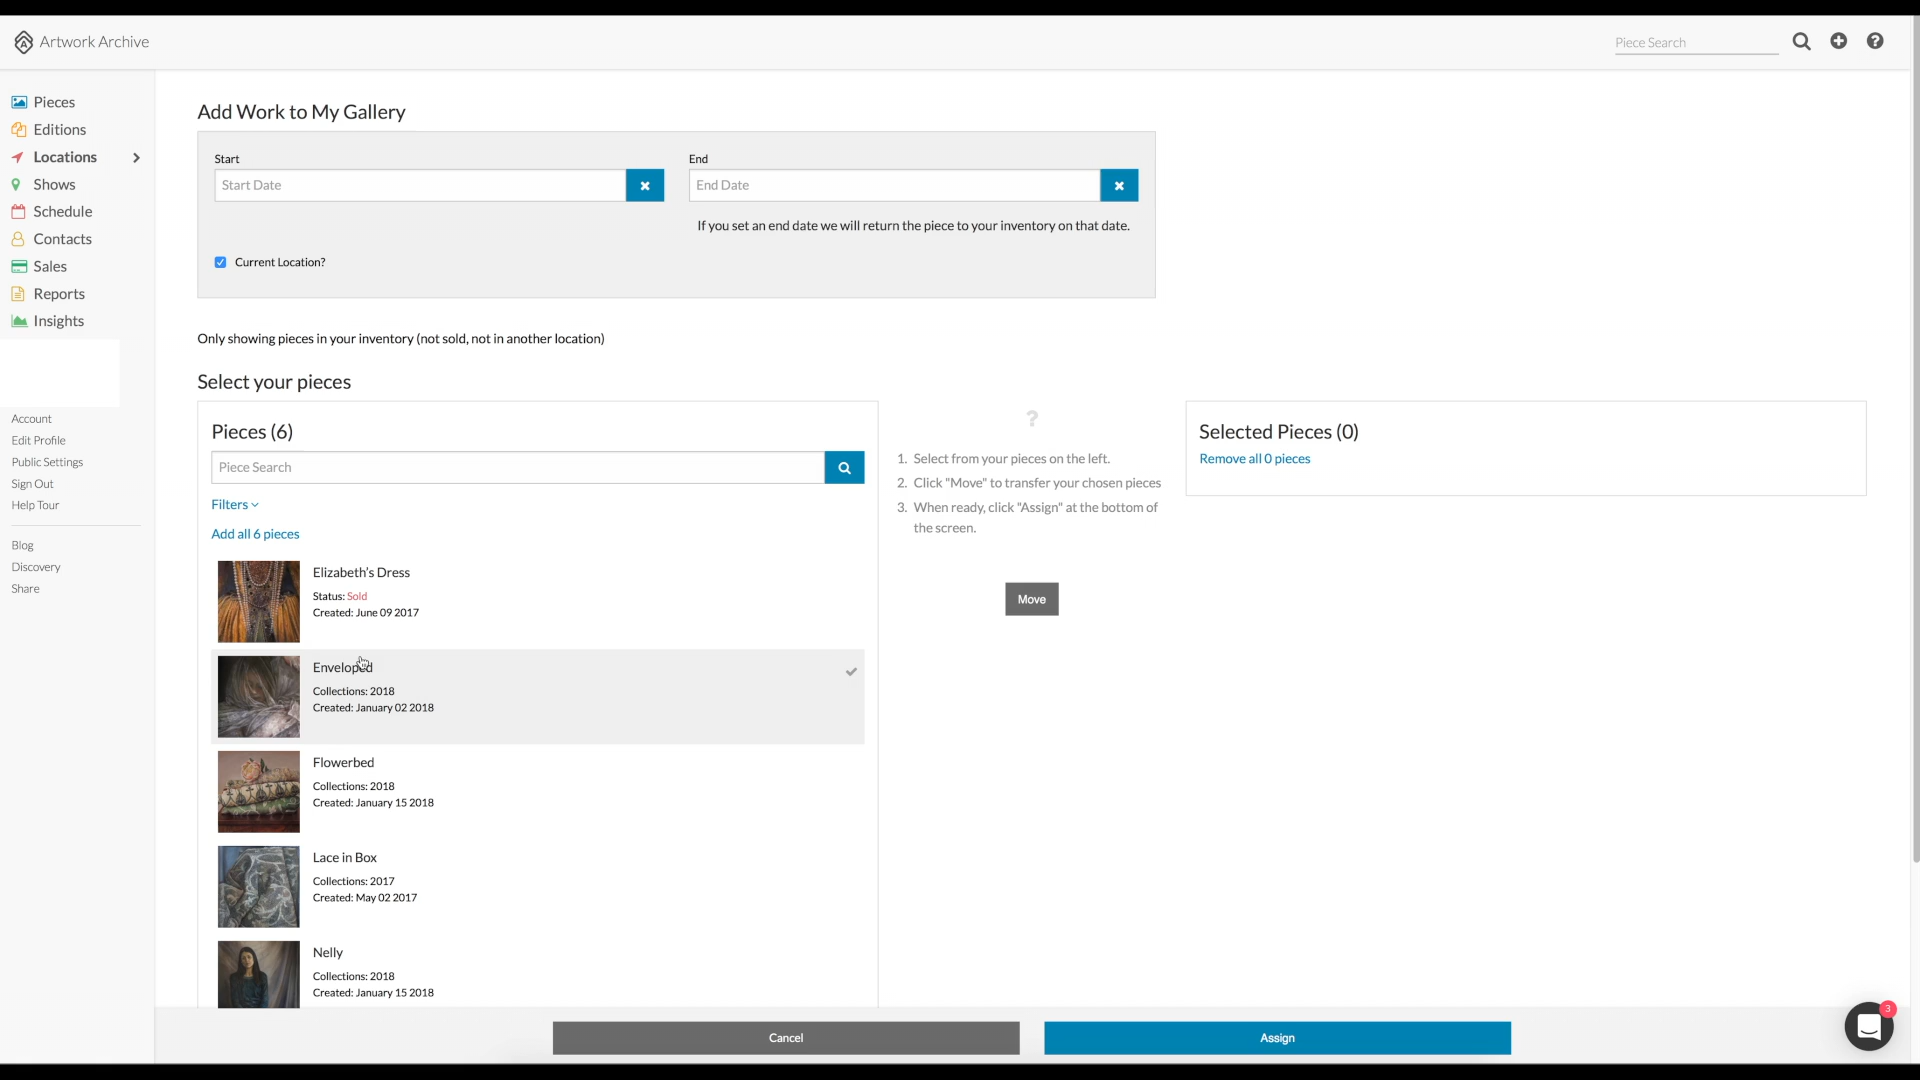 Artwork Archive
Piece Search
Pieces
Editions
Locations
Shows
Schedule
Contacts
Sales
Reports
Insights
Account
Edit Profile
Public Settings
Sign Out
Help Tour
Blog
Discovery
Share
Add Work to My Gallery
Start
End
Start Date
End Date
If you set an end date we will return the piece to your inventory on that date.
Current Location?
Only showing pieces in your inventory (not sold, not in another location)
Select your pieces
Pieces (6)
Piece Search
Filters
Add all 6 pieces
Elizabeth's Dress
Status: Sold
Created: June 09 2017
Enveloped
Collections: 2018
Created: January 02 2018
Flowerbed
Collections: 2018
Created: January 15 2018
Lace in Box
Collections: 2017
Created: May 02 2017
Nelly
Collections: 2018
Created: January 15 2018
?
1. Select from your pieces on the left.
2. Click "Move" to transfer your chosen pieces
3. When ready, click "Assign" at the bottom of
the screen.
Move
Selected Pieces (0)
Remove all 0 pieces
Cancel
Assign
3